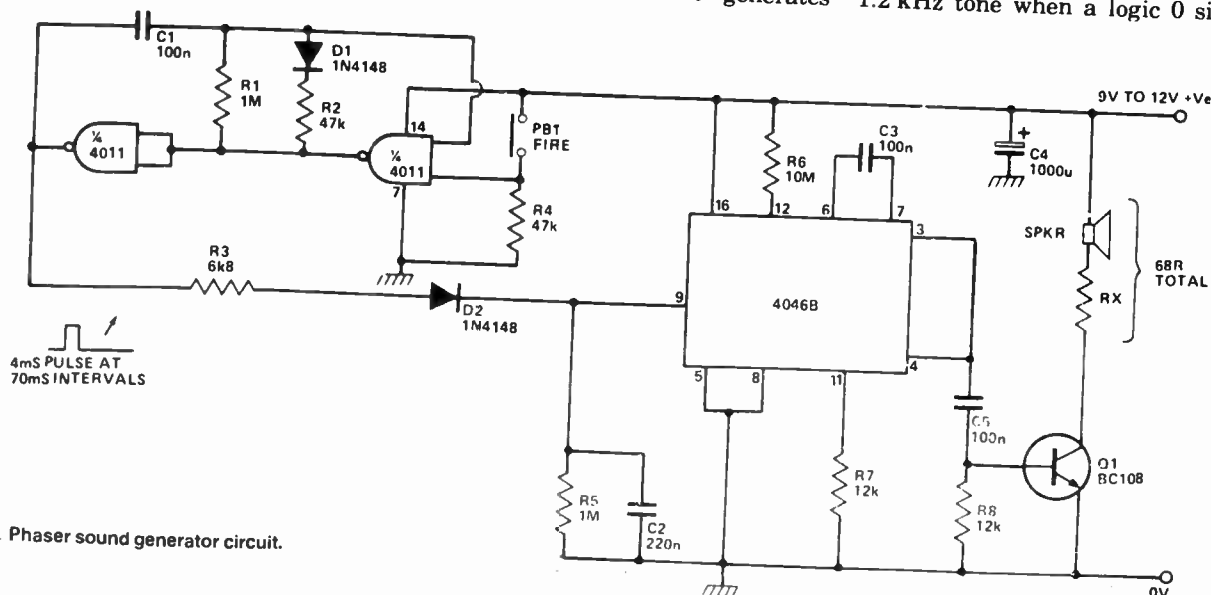 generates 1.2 kHz tone when a logic 0 si
C1
100n
D1
1N4148
R1
1M
R2
47k
¼
4011
¼
4011
14
7
PB1
FIRE
R4
47k
R3
6k8
D2
1N4148
4mS PULSE AT
70mS INTERVALS
R6
10M
C3
100n
C4
1000u
+
9V TO 12V +Ve
16
12
6
7
3
9
4046B
4
5
8
11
SPKR
RX
68R
TOTAL
C5
100n
Q1
BC108
R5
1M
C2
220n
R7
12k
R8
12k
0V
Phaser sound generator circuit.